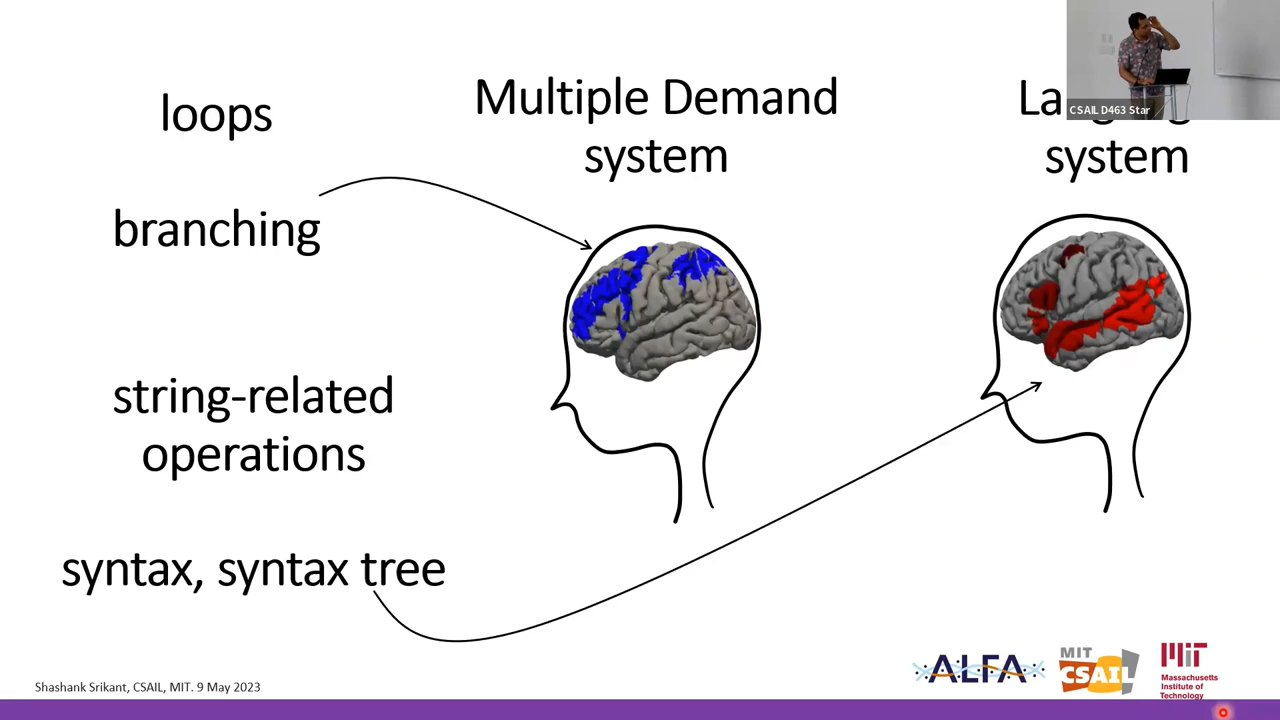 loops
branching
string-related
operations
syntax, syntax tree
Multiple Demand
system
system
CSAIL D463 Star
Shashank Srikant, CSAIL, MIT. 9 May 2023
ALFA
MIT
CSAIL
MIT
Massachusetts
Institute of
Technology